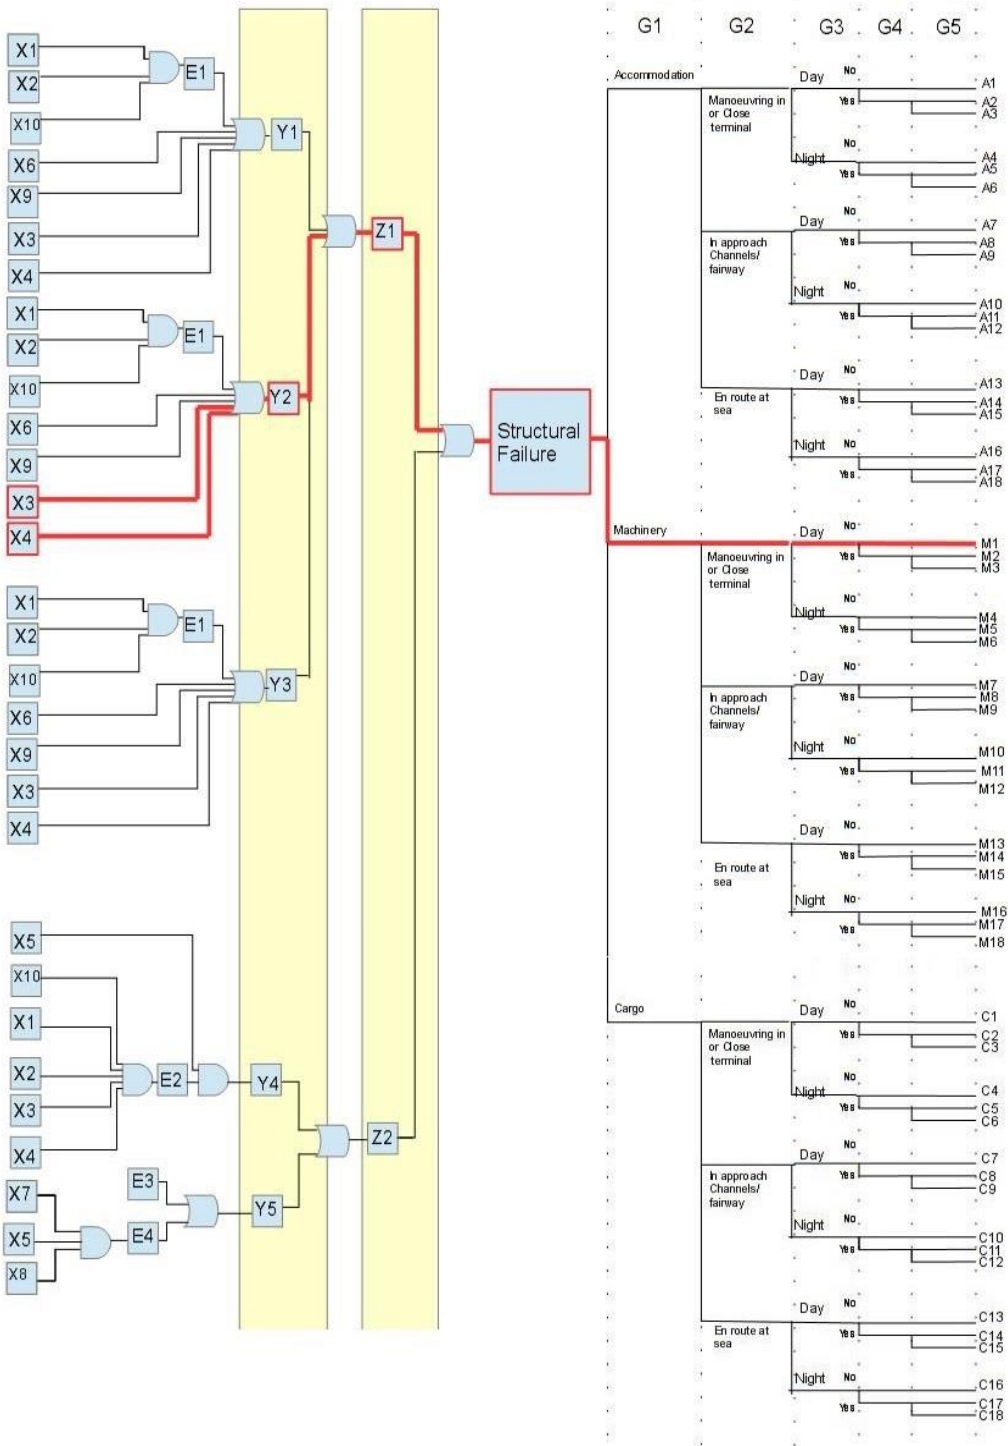 G1 G2 G3 G4 G5
X1
X2
X10
E1
X6
X9
X3
X4
Y1
X1
X2
X10
E1
X6
X9
X3
X4
Y2
Z1
X1
X2
X10
E1
X6
X9
X3
X4
Y3
X5
X10
X1
X2
X3
X4
E2
Y4
Z2
X7
X5
X8
E3
E4
Y5
Structural
Failure
Accommodation
Manoeuvring in
or Close
terminal
Day
No
Yes
A1
A2
A3
Night
No
Yes
A4
A5
A6
In approach
Channels/
fairway
Day
No
Yes
A7
A8
A9
Night
No
Yes
A10
A11
A12
En route at
sea
Day
No
Yes
A13
A14
A15
Night
No
Yes
A16
A17
A18
Machinery
Manoeuvring in
or Close
terminal
Day
No
Yes
M1
M2
M3
Night
No
Yes
M4
M5
M6
In approach
Channels/
fairway
Day
No
Yes
M7
M8
M9
Night
No
Yes
M10
M11
M12
En route at
sea
Day
No
Yes
M13
M14
M15
Night
No
Yes
M16
M17
M18
Cargo
Manoeuvring in
or Close
terminal
Day
No
Yes
C1
C2
C3
Night
No
Yes
C4
C5
C6
In approach
Channels/
fairway
Day
No
Yes
C7
C8
C9
Night
No
Yes
C10
C11
C12
En route at
sea
Day
No
Yes
C13
C14
C15
Night
No
Yes
C16
C17
C18